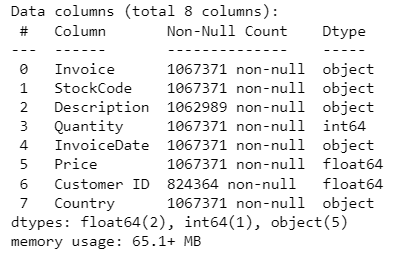 Data columns (total 8 columns):
 #   Column       Non-Null Count    Dtype
---  ------       --------------    -----
 0   Invoice      1067371 non-null  object
 1   StockCode    1067371 non-null  object
 2   Description  1062989 non-null  object
 3   Quantity     1067371 non-null  int64
 4   InvoiceDate  1067371 non-null  object
 5   Price        1067371 non-null  float64
 6   Customer ID  824364 non-null   float64
 7   Country      1067371 non-null  object
dtypes: float64(2), int64(1), object(5)
memory usage: 65.1+ MB